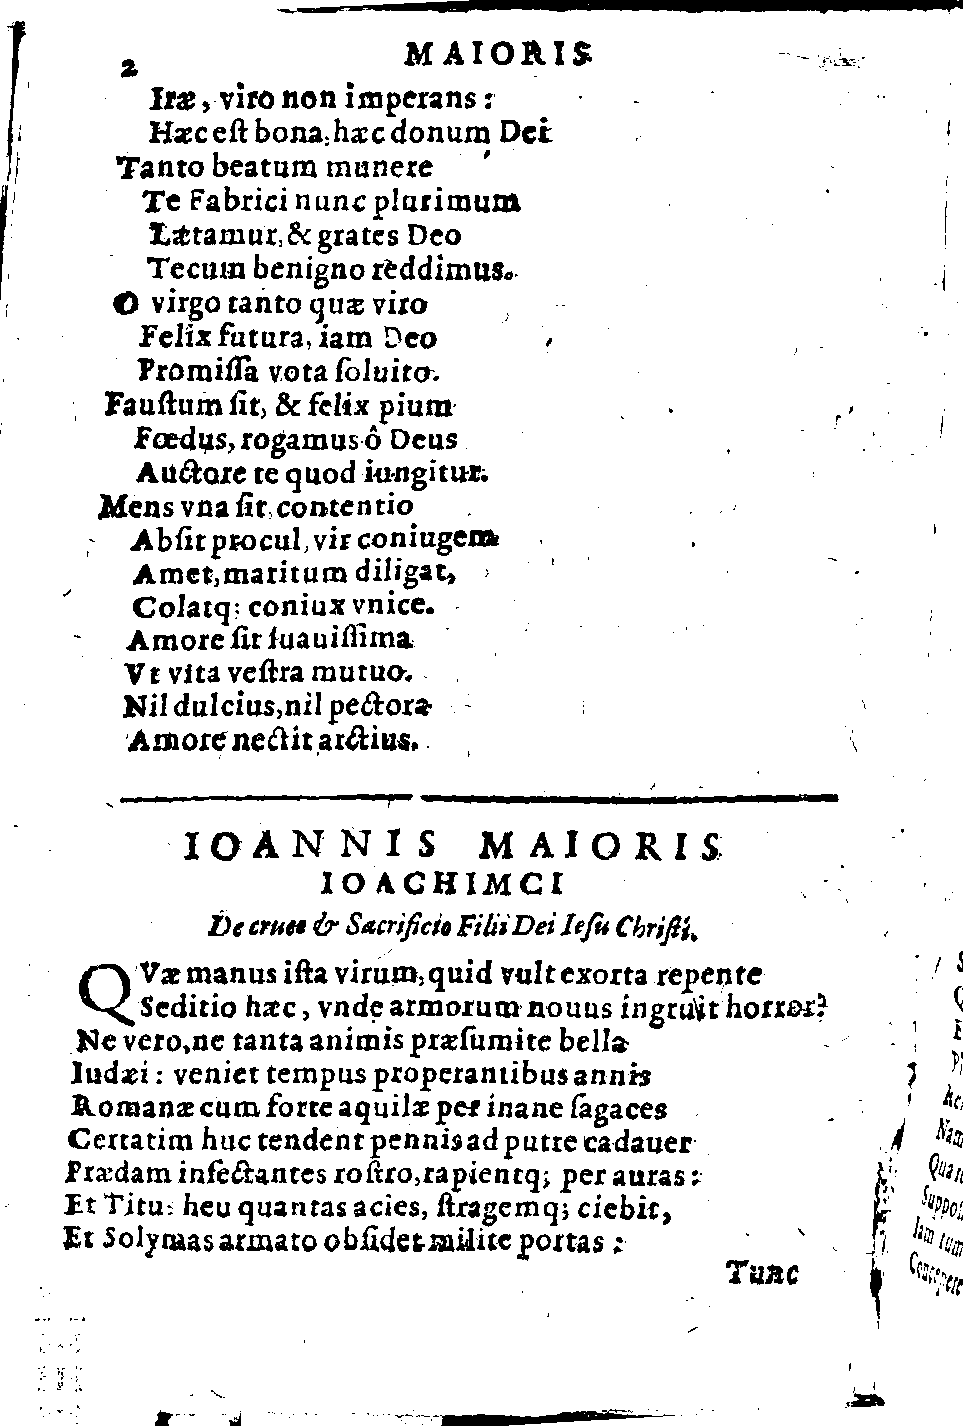 2 MAIORIS
Iræ, viro non imperans:
Hæc eſt bona, hæc donum Dei.
Tanto beatum munere
Te Fabrici nunc plurimum
Lætamur, & grates Deo
Tecum benigno reddimus.
O virgo tanto quæ viro
Felix futura, iam Deo
Promiſſa vota ſoluito.
Fauſtum ſit, & felix pium
Fœdus, rogamus ô Deus
Auctore te quod iungitur.
Mens vna ſit, contentio
Abſit procul, vir coniugem
Amet, maritum diligat,
Colatq; coniux vnice.
Amore ſit ſuauiſſima
Vt vita veſtra mutuo.
Nil dulcius, nil pectora
Amore nectit arctius.
IOANNIS MAIORIS
IOACHIMCI
De cruce & Sacrificio Filii Dei Ieſu Chriſti.
QVæ manus iſta virum, quid vult exorta repente
Seditio hæc, vnde armorum nouus ingruit horror?
Ne vero, ne tanta animis præſumite bella
Iudæi: veniet tempus properantibus annis
Romanæ cum forte aquilæ per inane ſagaces
Certatim huc tendent pennis ad putre cadauer
Prædam inſectantes roſtro, rapientq; per auras:
Et Titus heu quantas acies, ſtragemq; ciebit,
Et Solymas armato obſidet milite portas:
Tunc
Nam
Iam tum